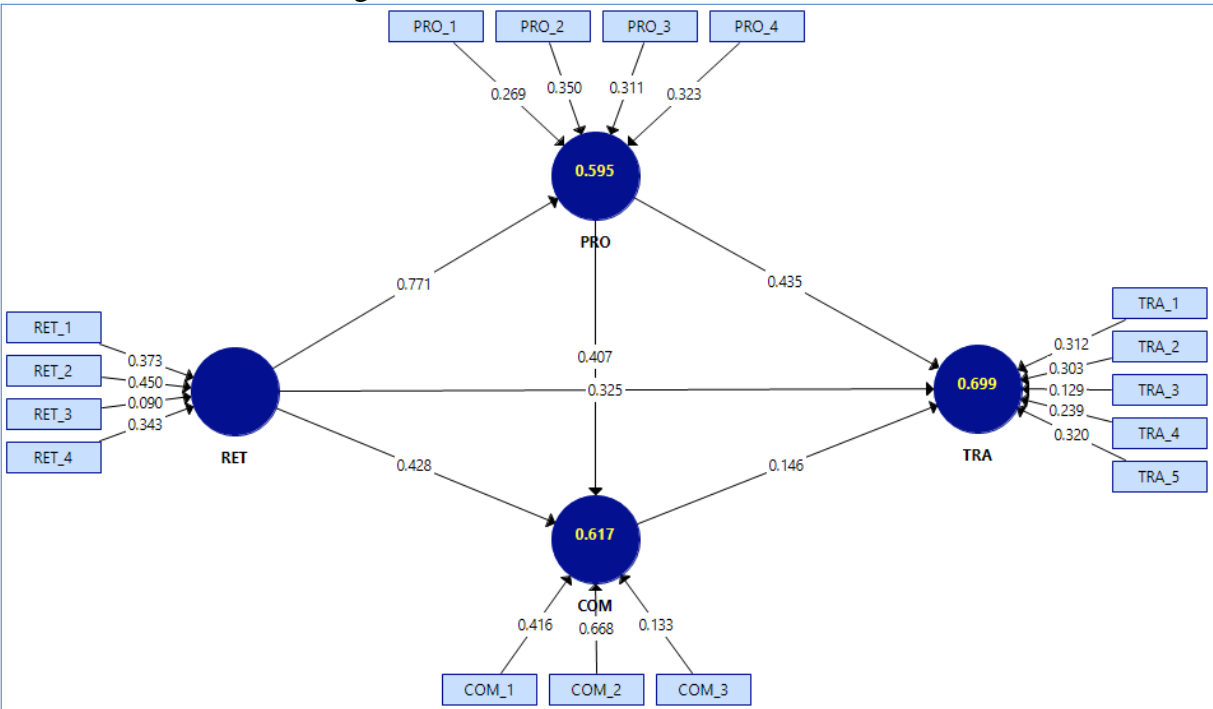 PRO_1 PRO_2 PRO_3 PRO_4
0.269 0.350 0.311 0.323
0.595
PRO
0.771 0.435
RET_1
RET_2
RET_3
RET_4
0.373
0.450
0.090
0.343
RET
0.407
0.325
0.428 0.146
0.699
TRA
0.312
0.303
0.129
0.239
0.320
TRA_1
TRA_2
TRA_3
TRA_4
TRA_5
0.617
COM
0.416 0.668 0.133
COM_1 COM_2 COM_3